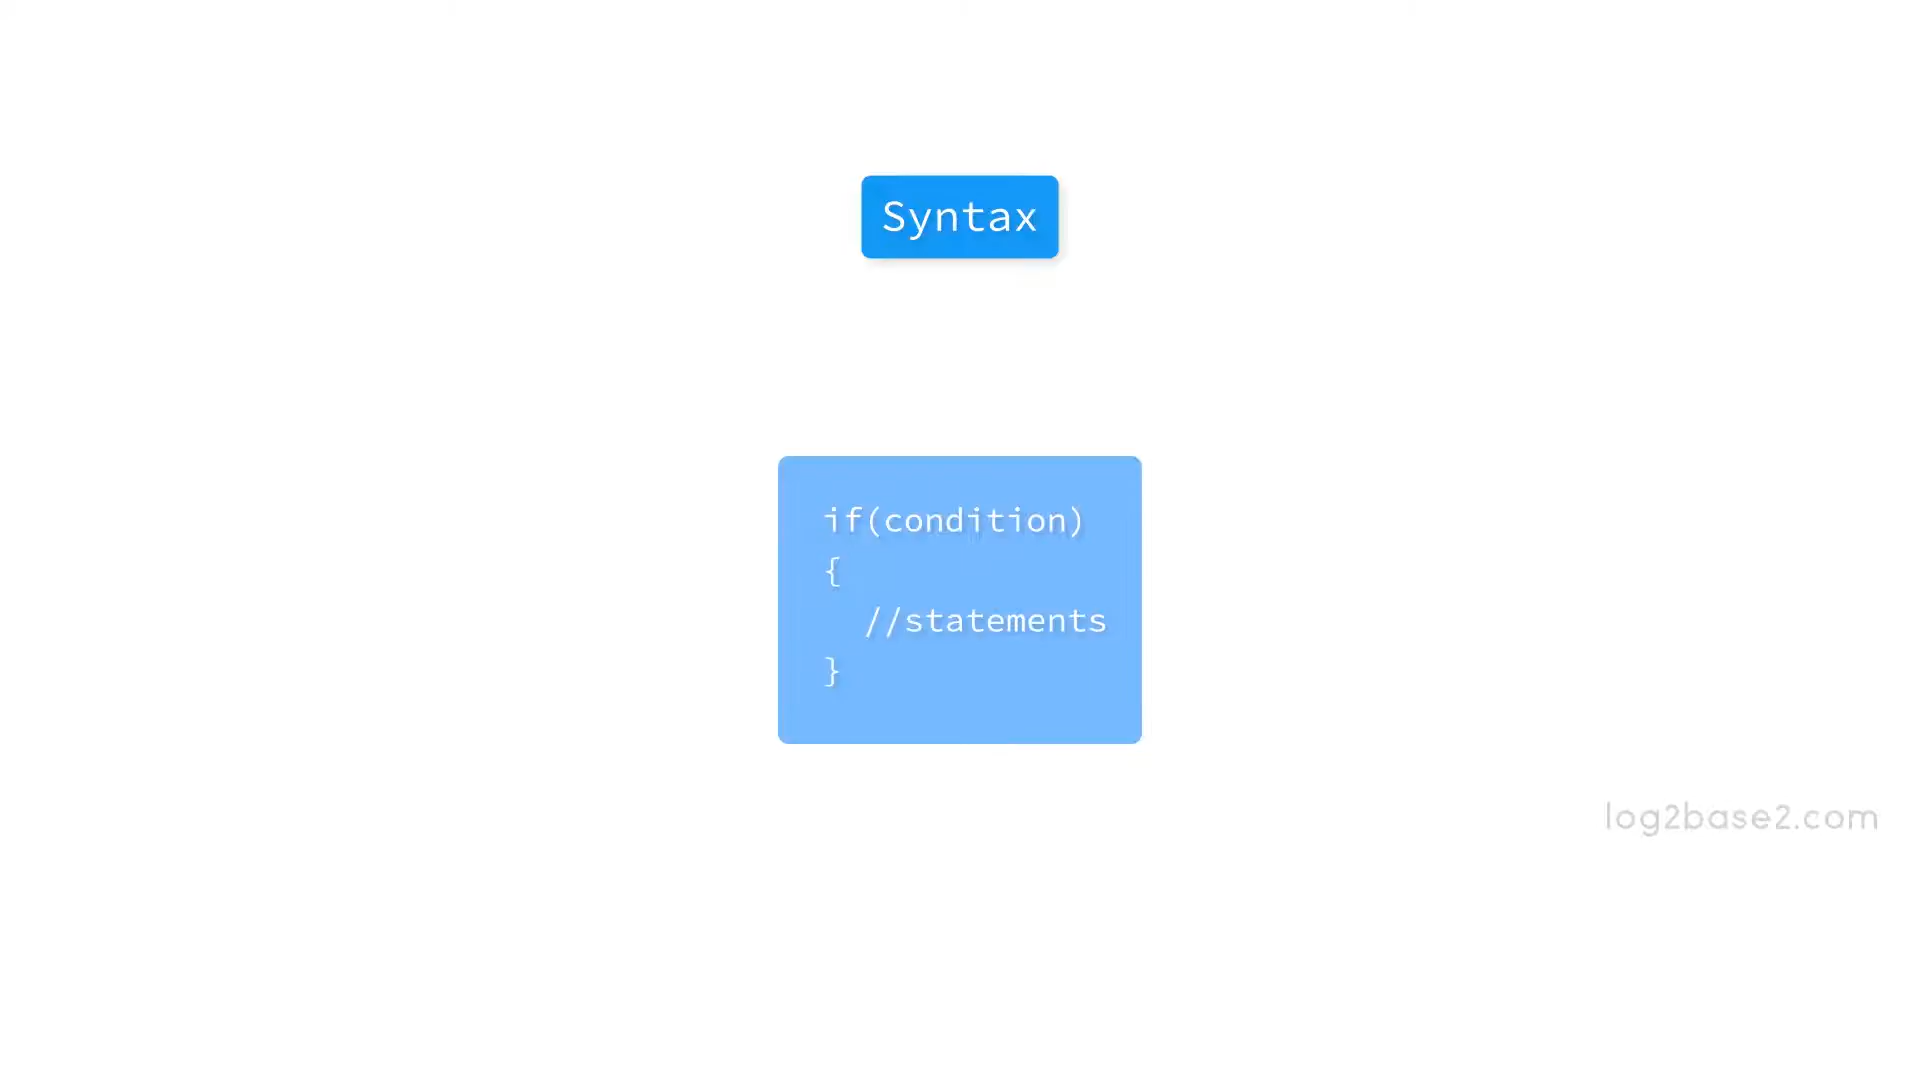 Syntax
if(condition)
{
//statements
}
log2base2.com